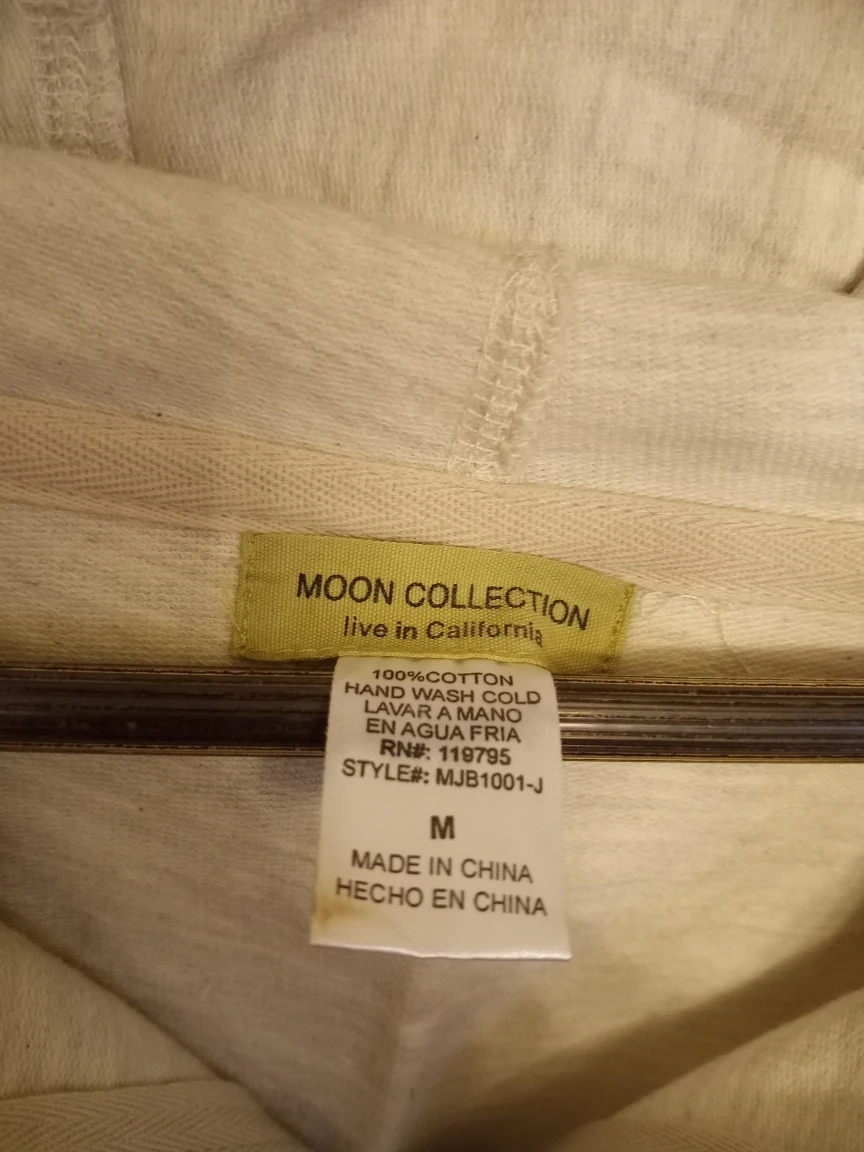 MOON COLLECTION
live in California
100%COTTON
HAND WASH COLD
LAVAR A MANO
EN AGUA FRIA
RN#: 119795
STYLE#: MJB1001-J
M
MADE IN CHINA
HECHO EN CHINA